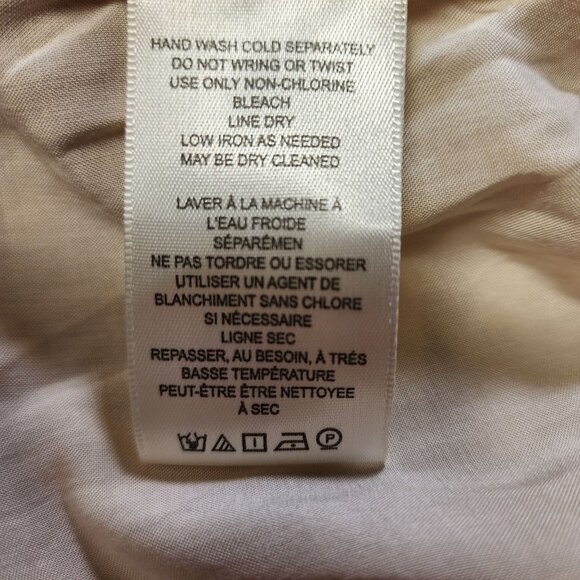 HAND WASH COLD SEPARATELY
DO NOT WRING OR TWIST
USE ONLY NON-CHLORINE
BLEACH
LINE DRY
LOW IRON AS NEEDED
MAY BE DRY CLEANED
LAVER À LA MACHINE À
L'EAU FROIDE
SÉPARÉMEN
NE PAS TORDRE OU ESSORER
UTILISER UN AGENT DE
BLANCHIMENT SANS CHLORE
SI NÉCESSAIRE
LIGNE SEC
REPASSER, AU BESOIN, À TRÉS
BASSE TEMPÉRATURE
PEUT-ÊTRE ÊTRE NETTOYEE
À SEC
P